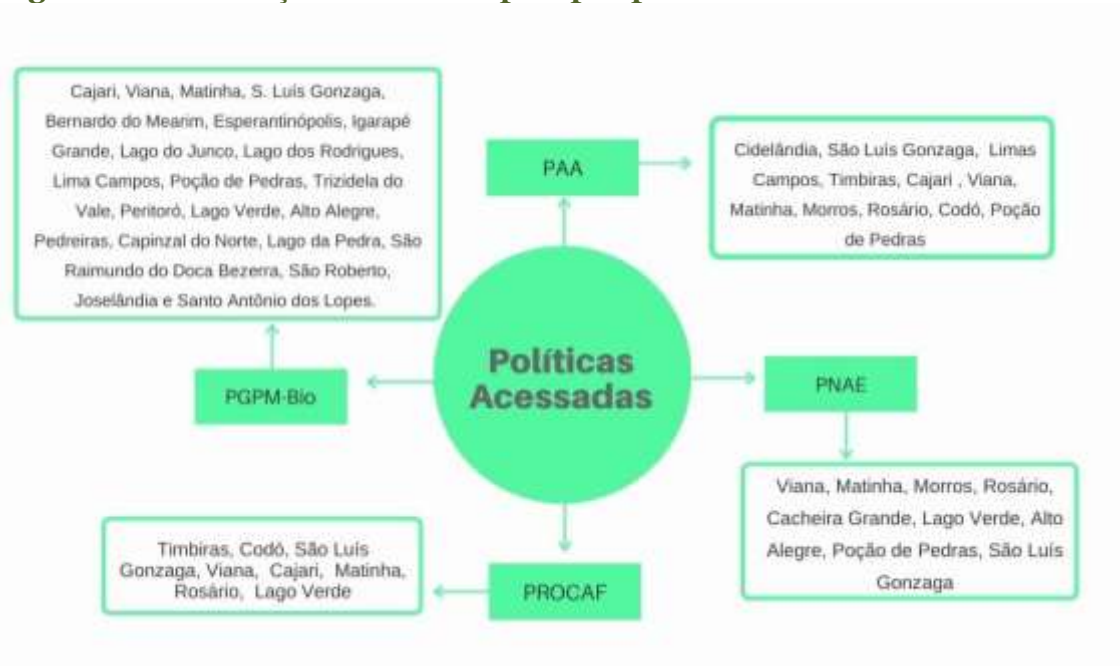 Cajari, Viana, Matinha, S. Luís Gonzaga,
Bernardo do Mearim, Esperantinópolis, Igarapé
Grande, Lago do Junco, Lago dos Rodrigues,
Lima Campos, Poção de Pedras, Trizidela do
Vale, Peritoró, Lago Verde, Alto Alegre,
Pedreiras, Capinzal do Norte, Lago da Pedra, São
Raimundo do Doca Bezerra, São Roberto,
Joselândia e Santo Antônio dos Lopes.
PGPM-Bio
PAA
Cidelândia, São Luís Gonzaga, Limas
Campos, Timbiras, Cajari , Viana,
Matinha, Morros, Rosário, Codó, Poção
de Pedras
Políticas
Acessadas
PNAE
Viana, Matinha, Morros, Rosário,
Cacheira Grande, Lago Verde, Alto
Alegre, Poção de Pedras, São Luís
Gonzaga
Timbiras, Codó, São Luís
Gonzaga, Viana, Cajari, Matinha,
Rosário, Lago Verde
PROCAF